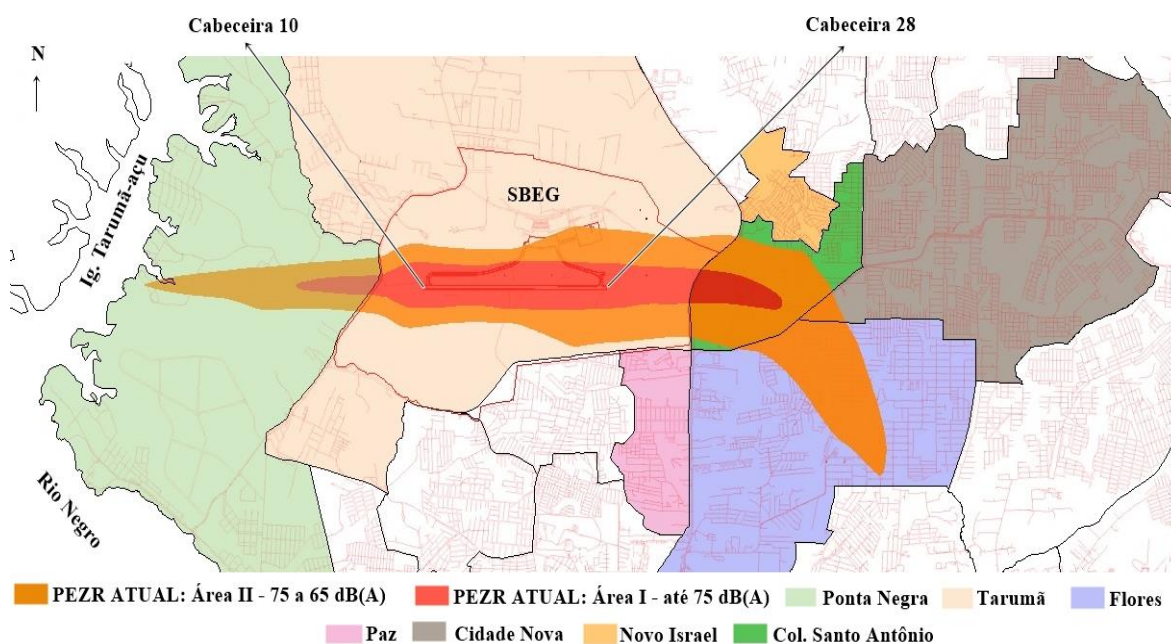 Cabeceira 10
Cabeceira 28
N
Ig. Tarumã-açu
SBEG
Rio Negro
PEZR ATUAL: Área II - 75 a 65 dB(A)
PEZR ATUAL: Área I - até 75 dB(A)
Ponta Negra
Tarumã
Flores
Paz
Cidade Nova
Novo Israel
Col. Santo Antônio